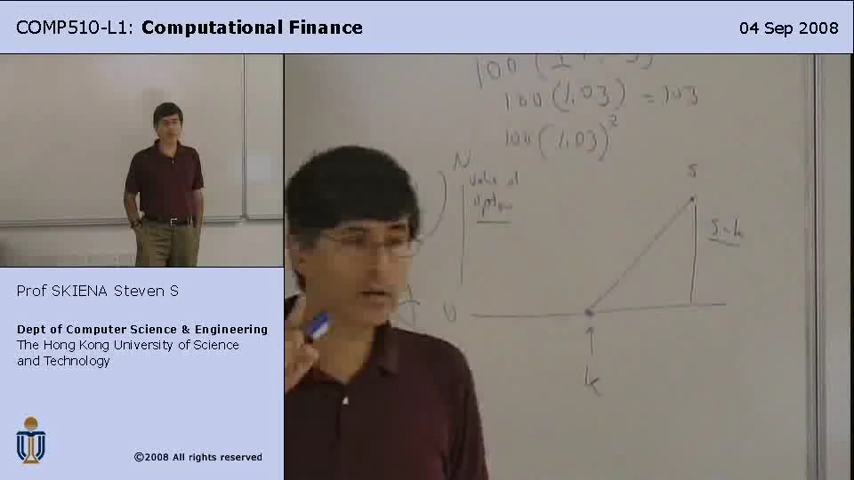 COMP510-L1: Computational Finance
04 Sep 2008
100 (
100 (1.03) = 103
100 (1.03)²
N
value of
option
S
S-k
0
k
Prof SKIENA Steven S
Dept of Computer Science & Engineering
The Hong Kong University of Science
and Technology
©2008 All rights reserved